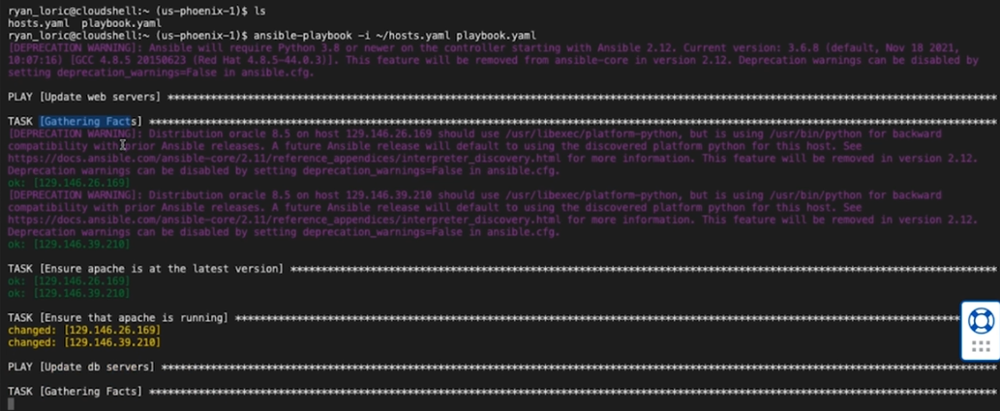 ryan_loric@cloudshell:~ (us-phoenix-1)$ ls
hosts.yaml  playbook.yaml
ryan_loric@cloudshell:~ (us-phoenix-1)$ ansible-playbook -i ~/hosts.yaml playbook.yaml
[DEPRECATION WARNING]: Ansible will require Python 3.8 or newer on the controller starting with Ansible 2.12. Current version: 3.6.8 (default, Nov 18 2021,
10:07:16) [GCC 4.8.5 20150623 (Red Hat 4.8.5-44.0.3)]. This feature will be removed from ansible-core in version 2.12. Deprecation warnings can be disabled by
setting deprecation_warnings=False in ansible.cfg.
PLAY [Update web servers] ****************************************************************
TASK [Gathering Facts] ****************************************************************
[DEPRECATION WARNING]: Distribution oracle 8.5 on host 129.146.26.169 should use /usr/libexec/platform-python, but is using /usr/bin/python for backward
compatibility with prior Ansible releases. A future Ansible release will default to using the discovered platform python for this host. See
https://docs.ansible.com/ansible-core/2.11/reference_appendices/interpreter_discovery.html for more information. This feature will be removed in version 2.12.
Deprecation warnings can be disabled by setting deprecation_warnings=False in ansible.cfg.
ok: [129.146.26.169]
[DEPRECATION WARNING]: Distribution oracle 8.5 on host 129.146.39.210 should use /usr/libexec/platform-python, but is using /usr/bin/python for backward
compatibility with prior Ansible releases. A future Ansible release will default to using the discovered platform python for this host. See
https://docs.ansible.com/ansible-core/2.11/reference_appendices/interpreter_discovery.html for more information. This feature will be removed in version 2.12.
Deprecation warnings can be disabled by setting deprecation_warnings=False in ansible.cfg.
ok: [129.146.39.210]
TASK [Ensure apache is at the latest version] ****************************************************************
ok: [129.146.26.169]
ok: [129.146.39.210]
TASK [Ensure that apache is running] ****************************************************************
changed: [129.146.26.169]
changed: [129.146.39.210]
PLAY [Update db servers] ****************************************************************
TASK [Gathering Facts] ****************************************************************